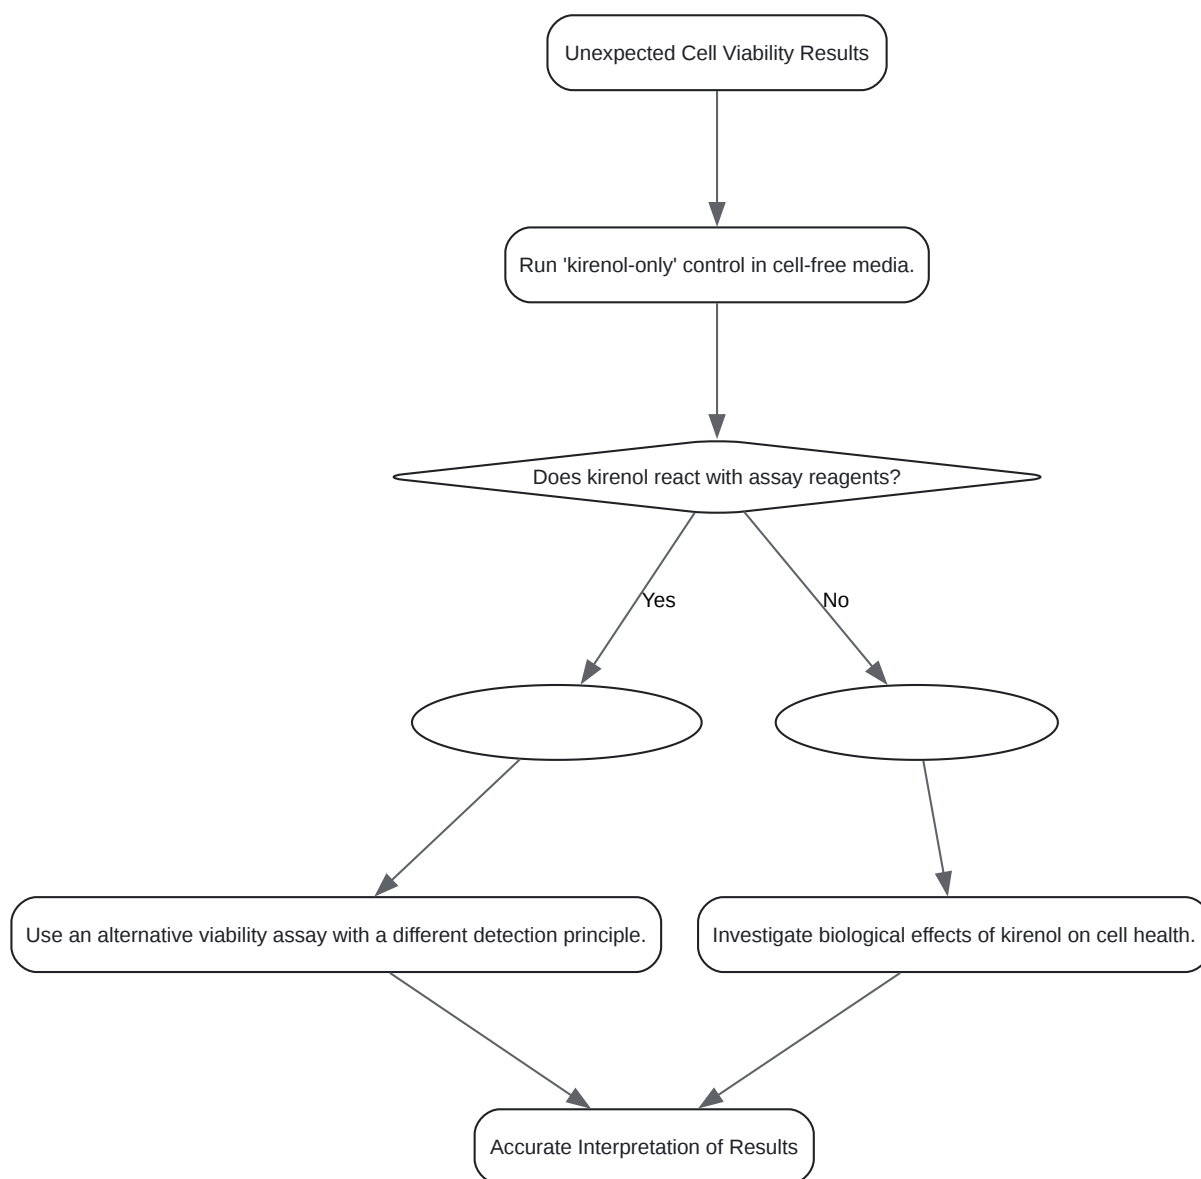 Unexpected Cell Viability Results
Run 'kirenol-only' control in cell-free media.
Does kirenol react with assay reagents?
Yes
No
Use an alternative viability assay with a different detection principle.
Investigate biological effects of kirenol on cell health.
Accurate Interpretation of Results